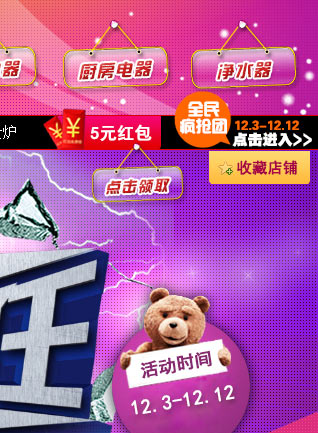 器
厨房电器
净水器
炉
5元红包
全民
疯抢团
12.3-12.12
点击进入>>
收藏店铺
点击领取
活动时间
12.3-12.12